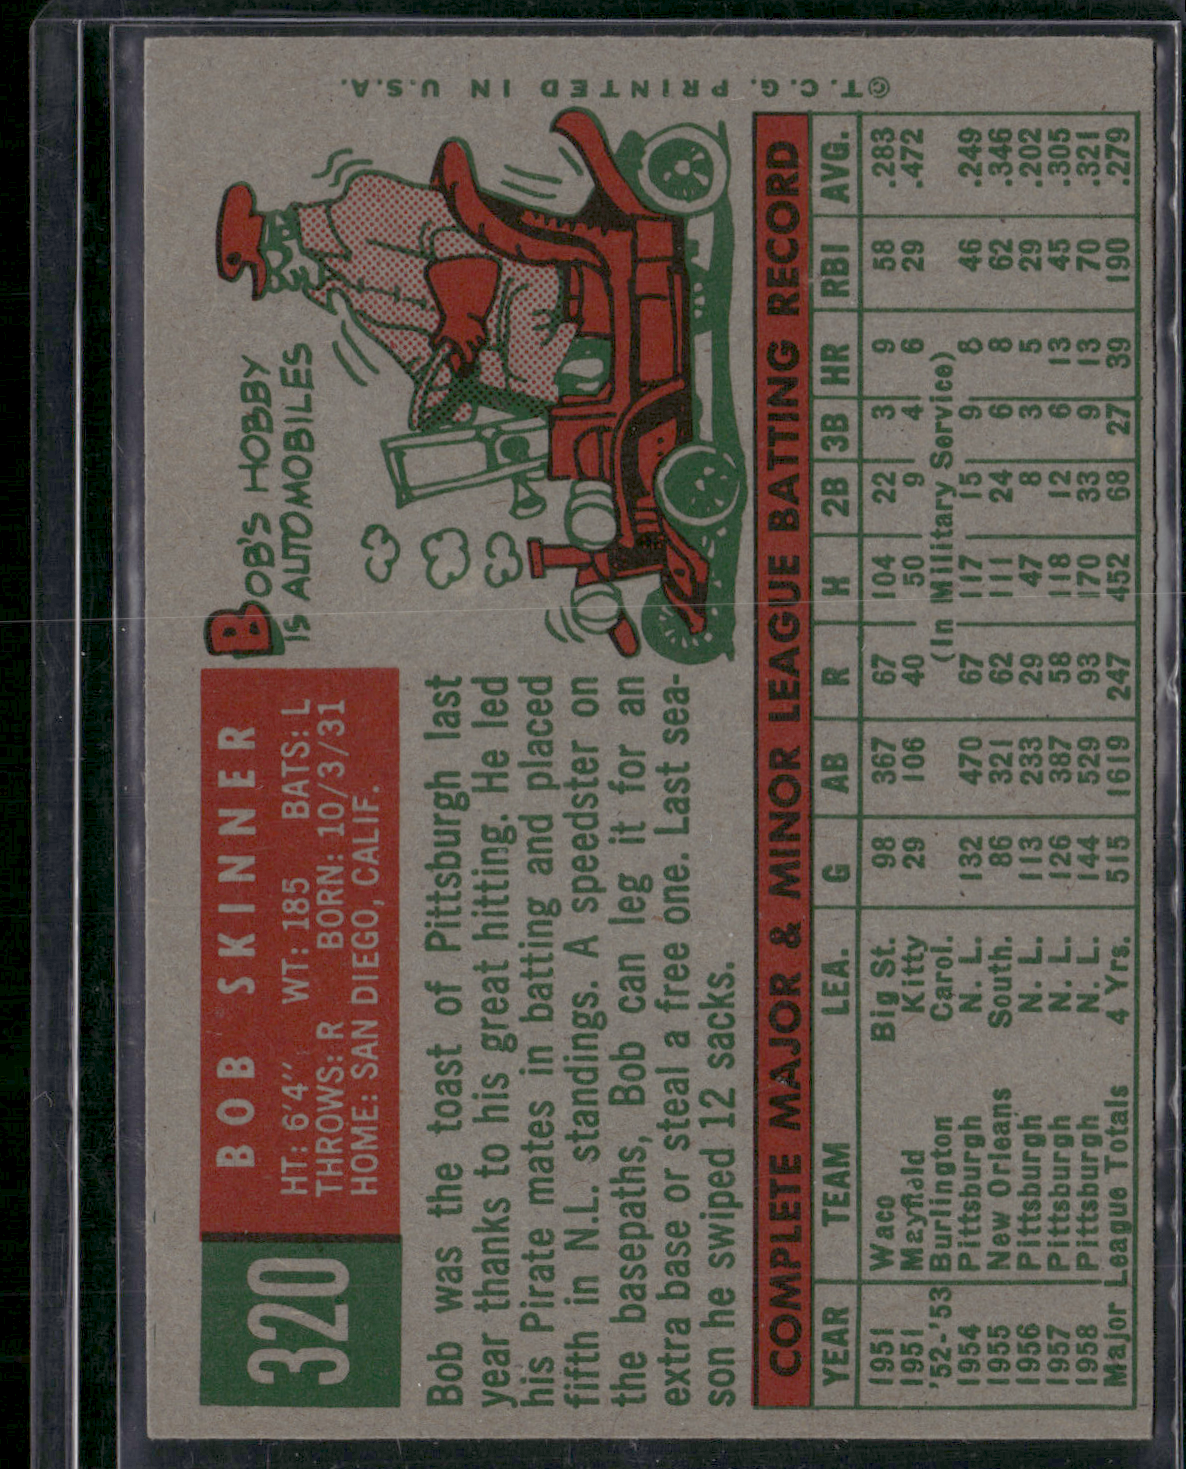 320
BOB SKINNER
HT: 6'4" WT: 185 BATS: L
THROWS: R BORN: 10/3/31
HOME: SAN DIEGO, CALIF.
BOB'S HOBBY
IS AUTOMOBILES
Bob was the toast of Pittsburgh last
year thanks to his great hitting. He led
his Pirate mates in batting and placed
fifth in N.L. standings. A speedster on
the basepaths, Bob can leg it for an
extra base or steal a free one. Last sea-
son he swiped 12 sacks.
COMPLETE MAJOR & MINOR LEAGUE BATTING RECORD
YEAR TEAM LEA. G AB R H 2B 3B HR RBI AVG.
1951 Waco Big St. 98 367 67 104 22 3 9 58 .283
1951 Mayfield Kitty 29 106 40 50 9 4 6 29 .472
'52-'53 Burlington Carol.. (In Military Service)
1954 Pittsburgh N. L. 132 470 67 117 15 9 8 46 .249
1955 New Orleans South. 86 321 62 111 24 6 8 62 .346
1956 Pittsburgh N. L. 113 233 29 47 8 3 5 29 .202
1957 Pittsburgh N. L. 126 387 58 118 12 6 13 45 .305
1958 Pittsburgh N. L. 144 529 93 170 33 9 13 70 .321
Major League Totals 4 Yrs. 515 1619 247 452 68 27 39 190 .279
© T. C. G. PRINTED IN U.S.A.